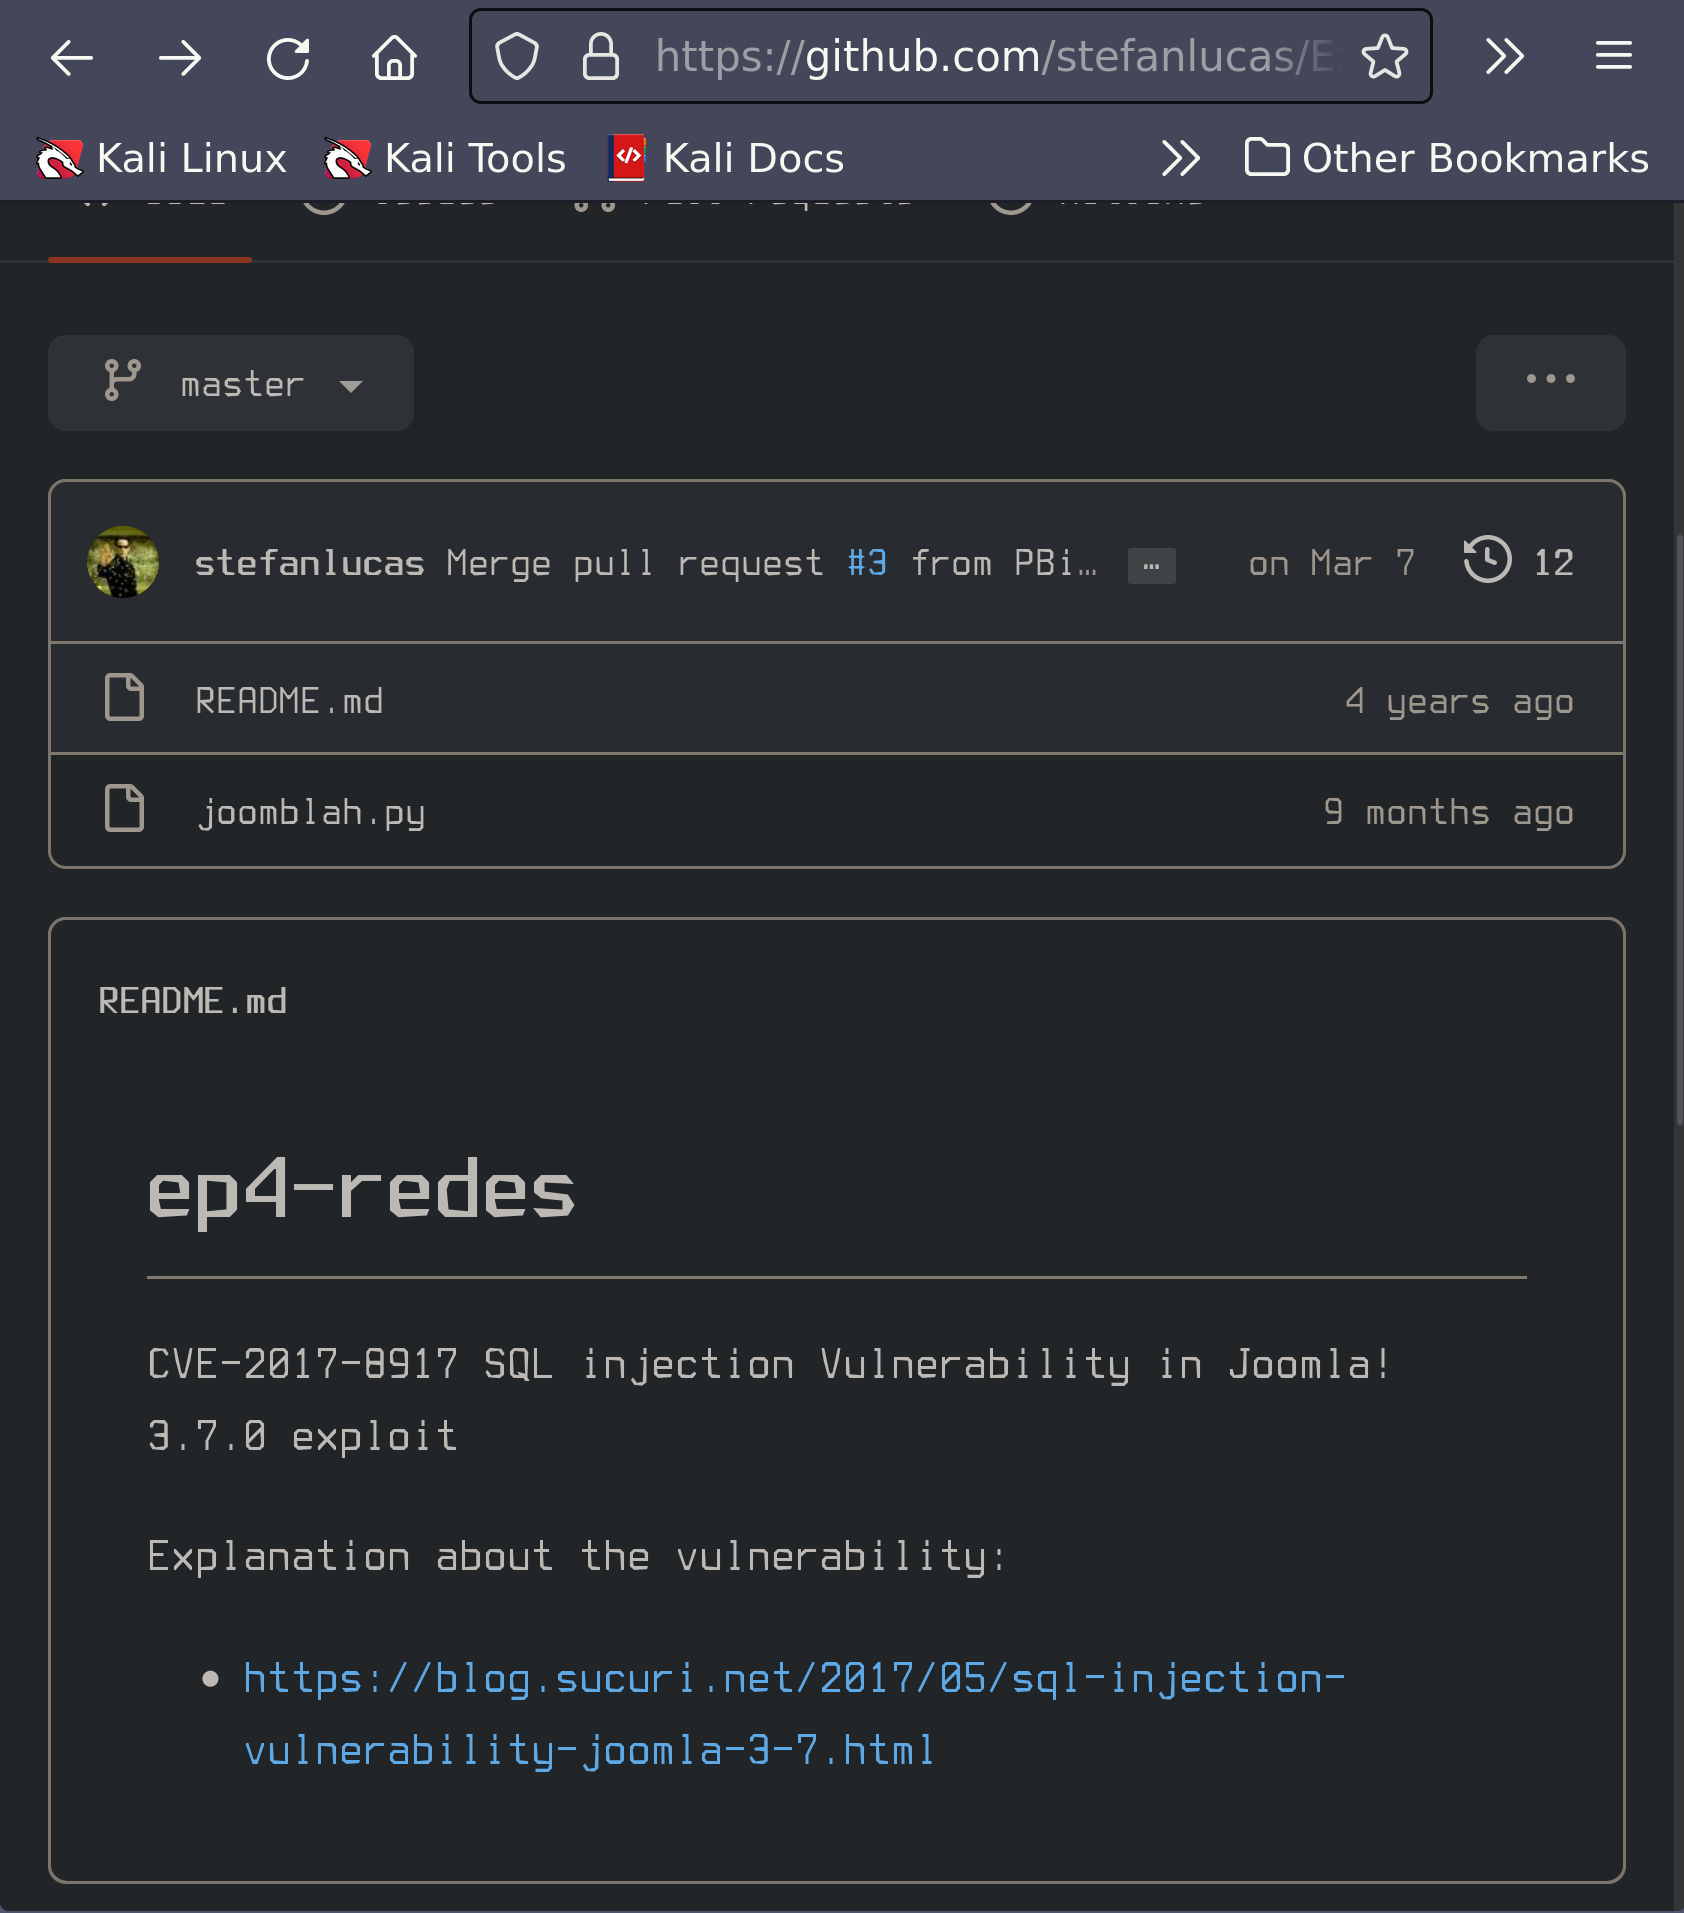 https://github.com/stefanlucas/E
Kali Linux Kali Tools Kali Docs Other Bookmarks
master
stefanlucas Merge pull request #3 from PBi… … on Mar 7 12
README.md 4 years ago
joomblah.py 9 months ago
README.md
ep4-redes
CVE-2017-8917 SQL injection Vulnerability in Joomla!
3.7.0 exploit
Explanation about the vulnerability:
https://blog.sucuri.net/2017/05/sql-injection-
vulnerability-joomla-3-7.html